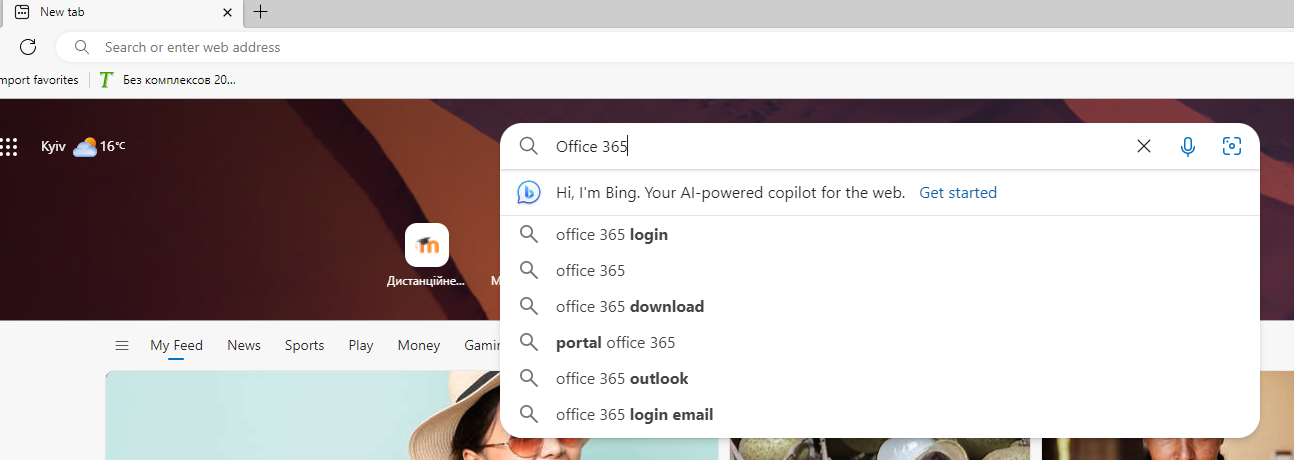 New tab
Search or enter web address
mport favorites
Без комплексов 20...
Kyiv 16°C
Office 365
Hi, I'm Bing. Your AI-powered copilot for the web. Get started
office 365 login
office 365
office 365 download
portal office 365
office 365 outlook
office 365 login email
Дистанційне...
M
My Feed News Sports Play Money Gamin